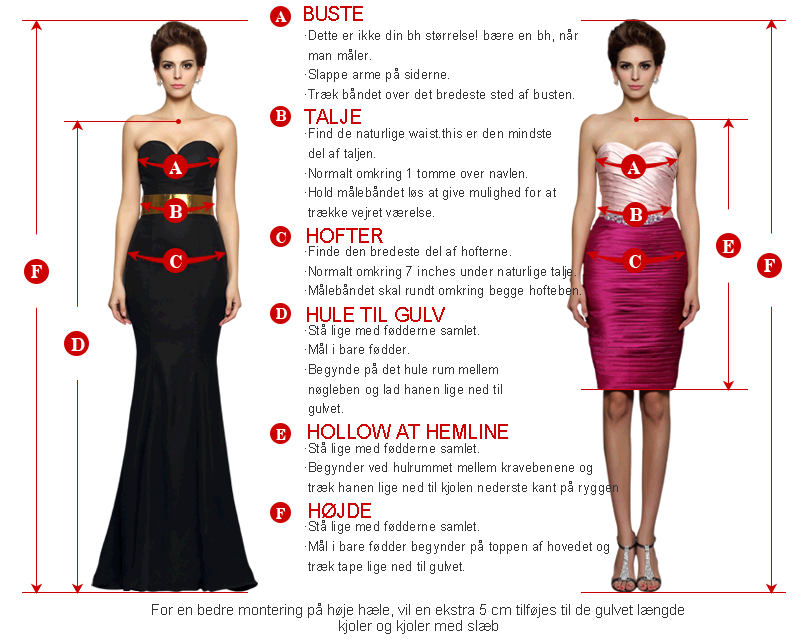 A BUSTE
·Dette er ikke din bh størrelse! bære en bh, når
man måler.
·Slappe arme på siderne.
·Træk båndet over det bredeste sted af busten.
B TALJE
·Find de naturlige waist.this er den mindste
del af taljen.
·Normalt omkring 1 tomme over navlen.
·Hold målebåndet løs at give mulighed for at
trække vejret værelse.
C HOFTER
·Finde den bredeste del af hofterne.
·Normalt omkring 7 inches under naturlige talje.
·Målebåndet skal rundt omkring begge hofteben.
D HULE TIL GULV
·Stå lige med fødderne samlet.
·Mål i bare fødder.
·Begynde på det hule rum mellem
nøgleben og lad hanen lige ned til
gulvet.
E HOLLOW AT HEMLINE
·Stå lige med fødderne samlet.
·Begynder ved hulrummet mellem kravebenene og
træk hanen lige ned til kjolen nederste kant på ryggen
F HØJDE
·Stå lige med fødderne samlet.
·Mål i bare fødder begynder på toppen af hovedet og
træk tape lige ned til gulvet.
A
B
C
D
F
A
B
C
E
F
For en bedre montering på høje hæle, vil en ekstra 5 cm tilføjes til de gulvet længde
kjoler og kjoler med slæb